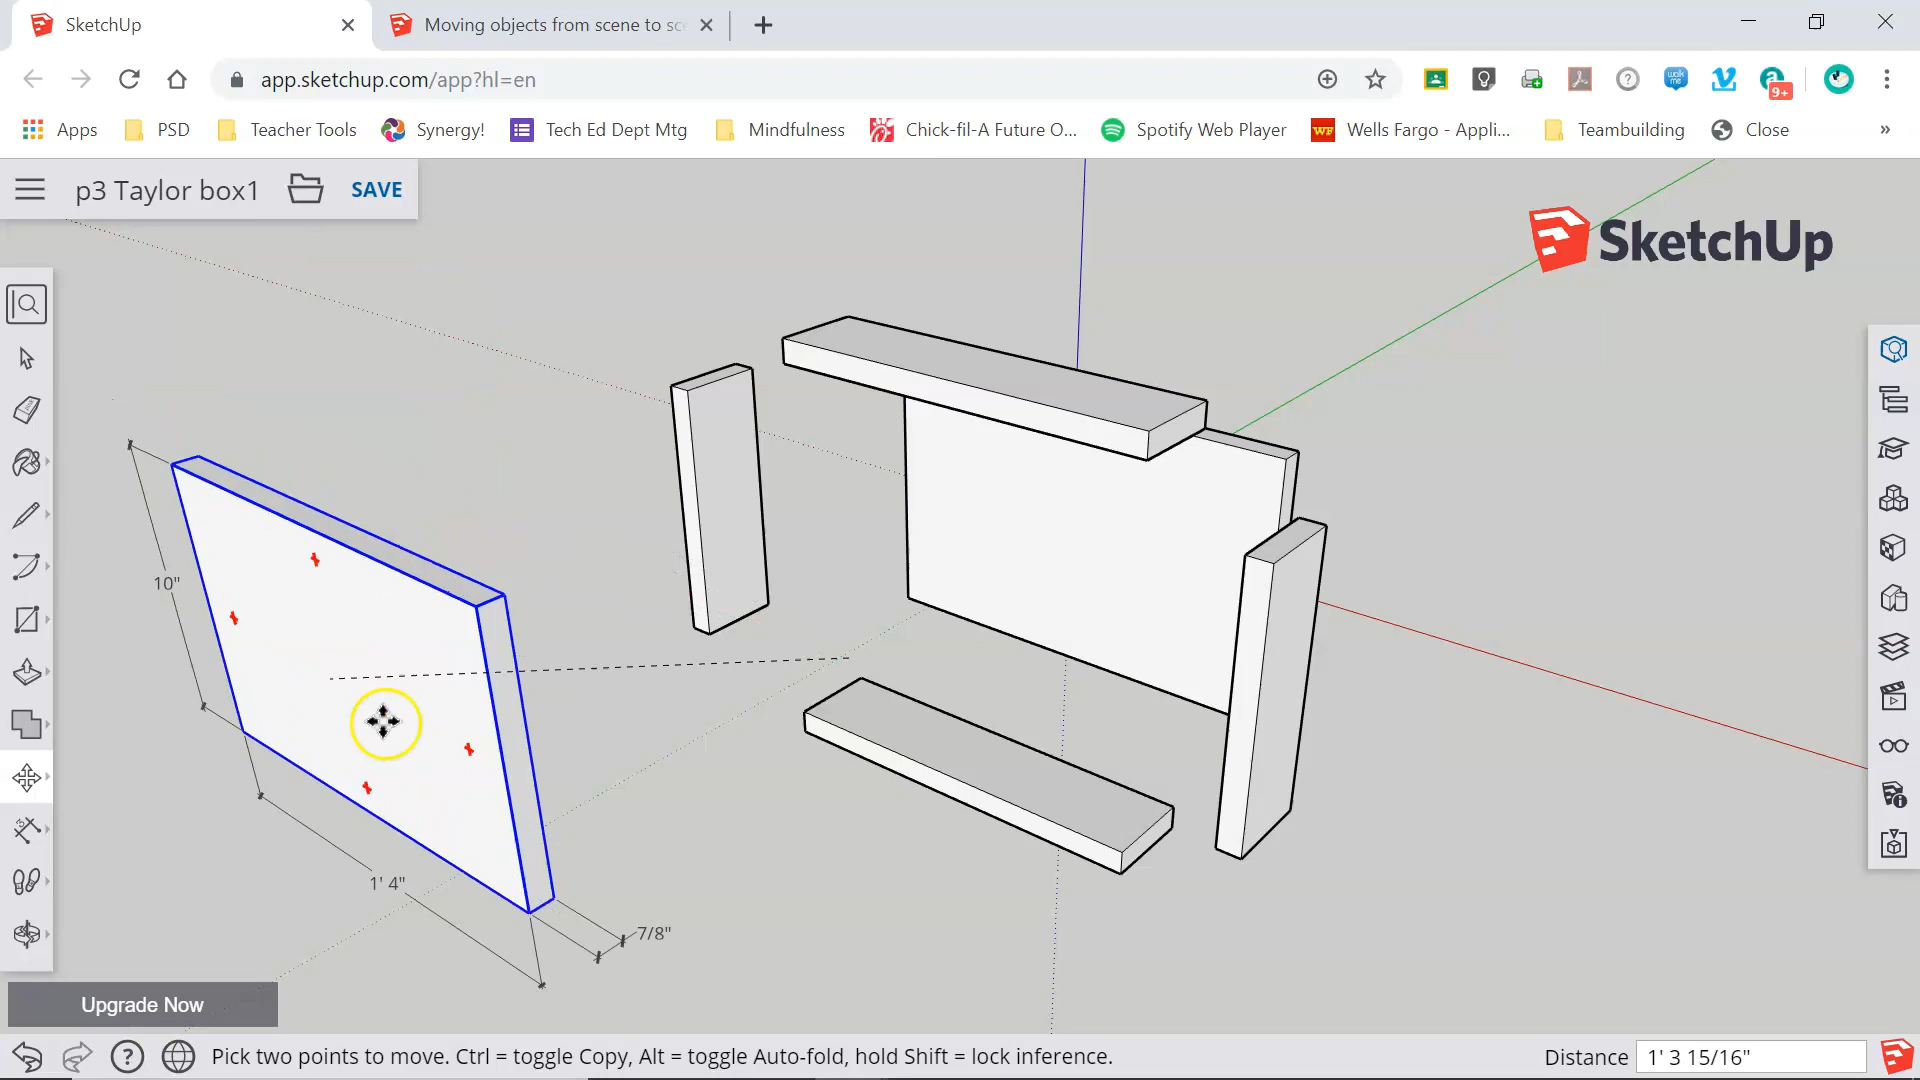 SketchUp
Moving objects from scene to sc
app.sketchup.com/app?hl=en
9+
Apps PSD Teacher Tools Synergy! Tech Ed Dept Mtg Mindfulness Chick-fil-A Future O... Spotify Web Player WF Wells Fargo - Appli... Teambuilding Close »
p3 Taylor box1 SAVE
SketchUp
10"
1' 4"
7/8"
Upgrade Now
Pick two points to move. Ctrl = toggle Copy, Alt = toggle Auto-fold, hold Shift = lock inference.
Distance 1' 3 15/16"